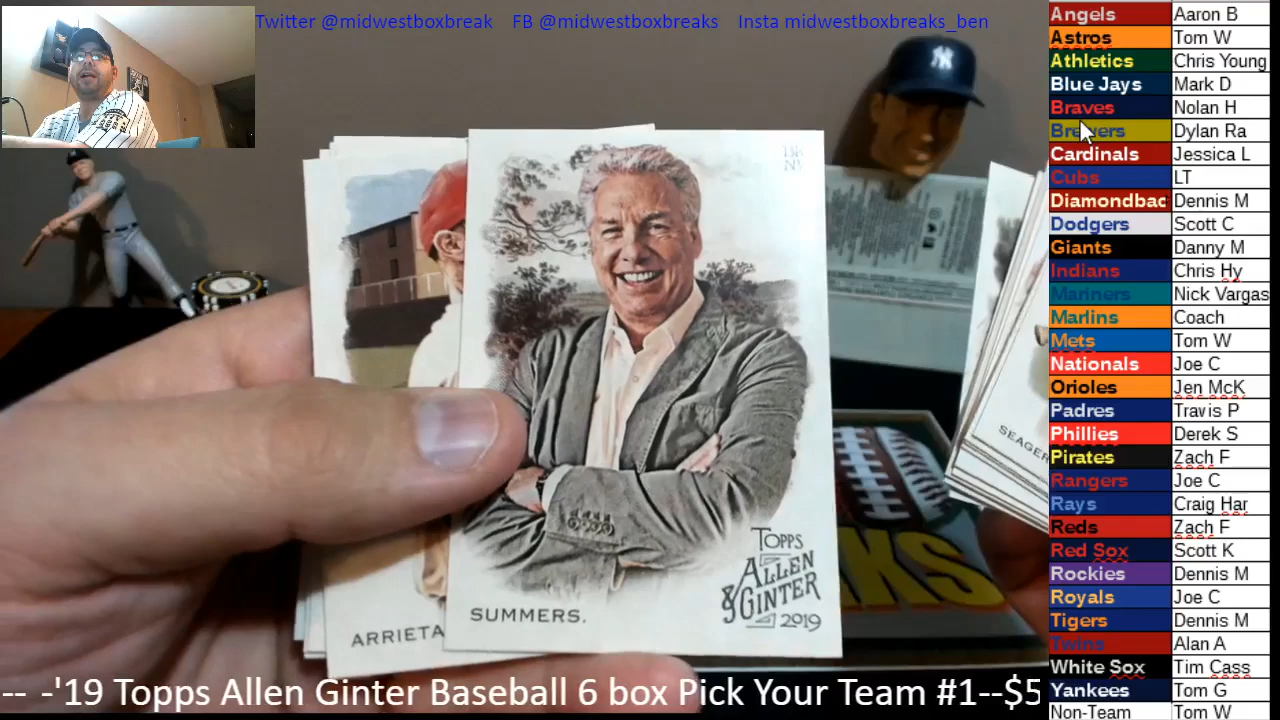 Twitter @midwestboxbreak FB @midwestboxbreaks Insta midwestboxbreaks_ben
Angels Aaron B
Astros Tom W
Athletics Chris Young
Blue Jays Mark D
Braves Nolan H
Brewers Dylan Ra
Cardinals Jessica L
Cubs LT
Diamondbac Dennis M
Dodgers Scott C
Giants Danny M
Indians Chris Hy
Mariners Nick Vargas
Marlins Coach
Mets Tom W
Nationals Joe C
Orioles Jen McK
Padres Travis P
Phillies Derek S
Pirates Zach F
Rangers Joe C
Rays Craig Har
Reds Zach F
Red Sox Scott K
Rockies Dennis M
Royals Joe C
Tigers Dennis M
Twins Alan A
White Sox Tim Cass
Yankees Tom G
Non-Team Tom W
NY
SEAGER
TOPPS
ALLEN
& GINTER
2019
SUMMERS.
ARRIETA
-- -'19 Topps Allen Ginter Baseball 6 box Pick Your Team #1--$5